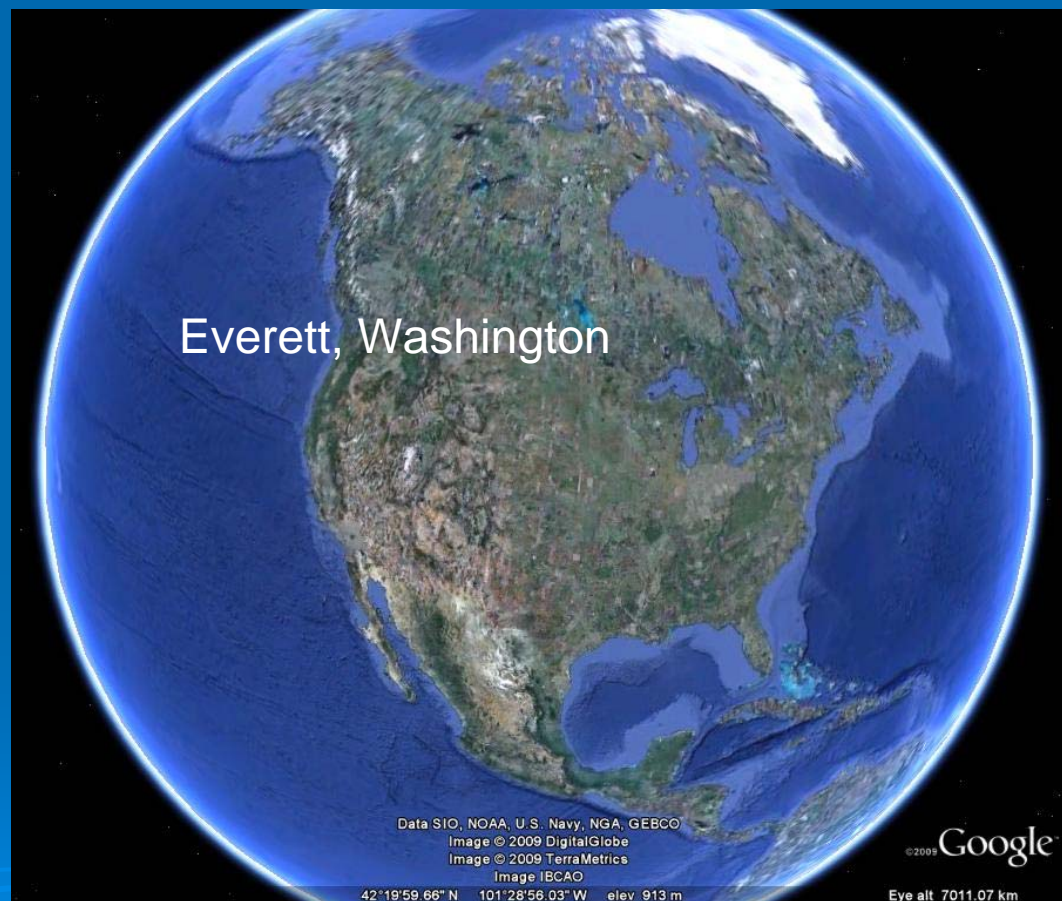 Everett, Washington
Data SIO, NOAA, U.S. Navy, NGA, GEBCO
Image © 2009 DigitalGlobe
Image © 2009 TerraMetrics
Image IBCAO
©2009 Google
42°19'59.66" N 101°28'56.03" W elev 913 m
Eye alt 7011.07 km